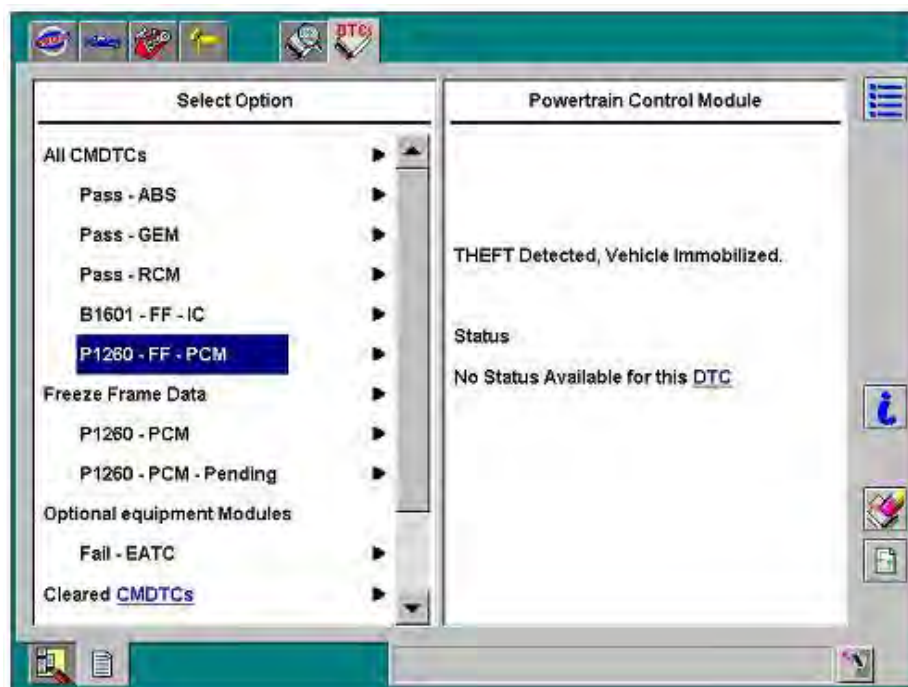 DTCs
Select Option
All CMDTCs
Pass - ABS
Pass - GEM
Pass - RCM
B1601 - FF - IC
P1260 - FF - PCM
Freeze Frame Data
P1260 - PCM
P1260 - PCM - Pending
Optional equipment Modules
Fail - EATC
Cleared CMDTCs
Powertrain Control Module
THEFT Detected, Vehicle Immobilized.
Status
No Status Available for this DTC